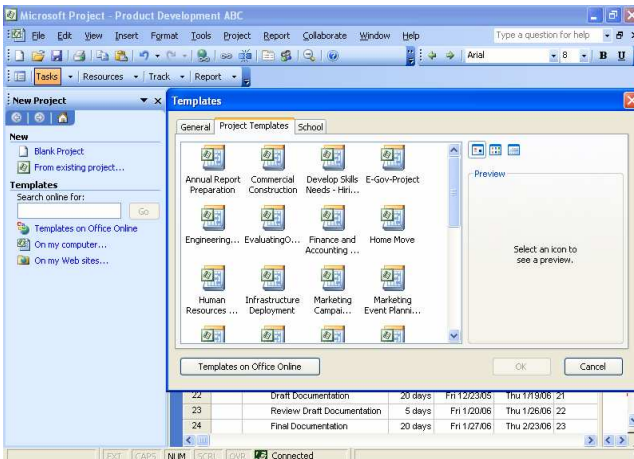 Microsoft Project - Product Development ABC
File Edit View Insert Format Tools Project Report Collaborate Window Help Type a question for help
Arial 8 B U
Tasks Resources Track Report
New Project
New
Blank Project
From existing project...
Templates
Search online for:
Go
Templates on Office Online
On my computer...
On my Web sites...
Templates
General Project Templates School
Annual Report Preparation
Commercial Construction
Develop Skills Needs - Hiri...
E-Gov-Project
Engineering...
EvaluatingO...
Finance and Accounting ...
Home Move
Human Resources ...
Infrastructure Deployment
Marketing Campai...
Marketing Event Planni...
Preview
Select an icon to
see a preview.
Templates on Office Online OK Cancel
22 Draft Documentation 20 days Fri 12/23/05 Thu 1/19/06 21
23 Review Draft Documentation 5 days Fri 1/20/06 Thu 1/26/06 22
24 Final Documentation 20 days Fri 1/27/06 Thu 2/23/06 23
EXT CAPS NUM SCRL OVR Connected